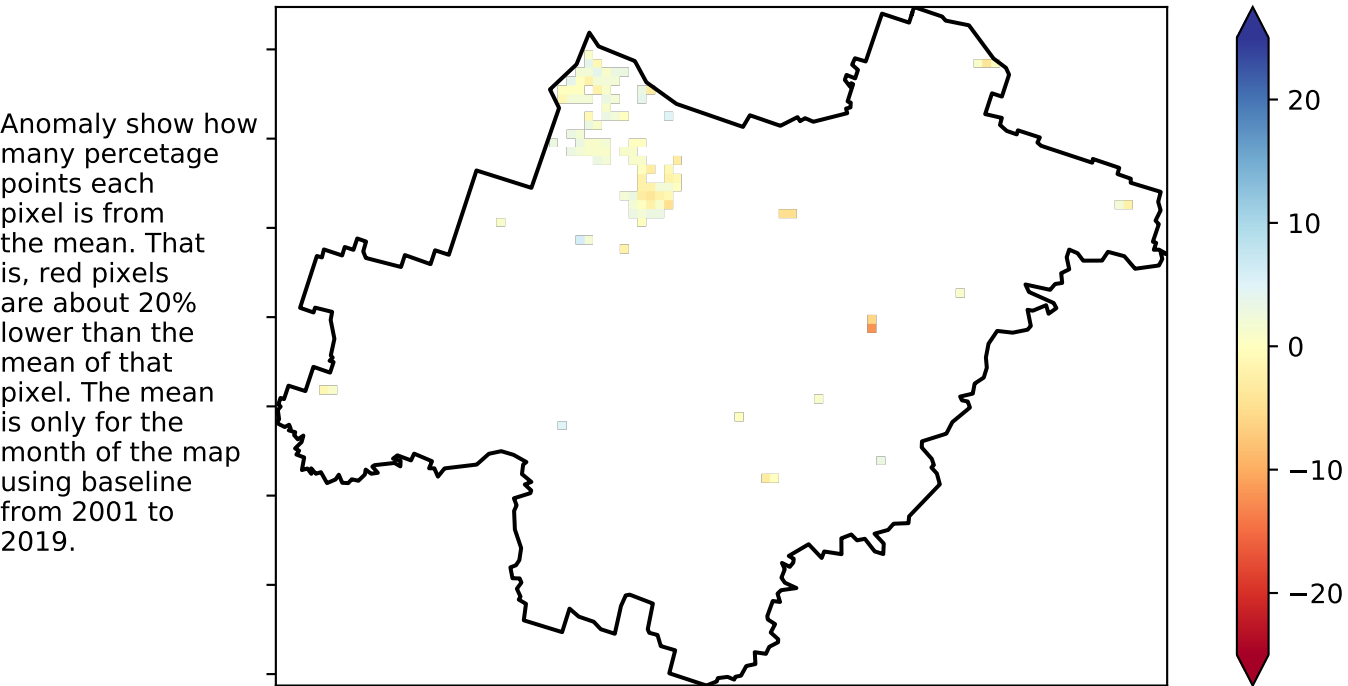 Anomaly show how
many percetage
points each
pixel is from
the mean. That
is, red pixels
are about 20%
lower than the
mean of that
pixel. The mean
is only for the
month of the map
using baseline
from 2001 to
2019.
20
10
0
−10
−20